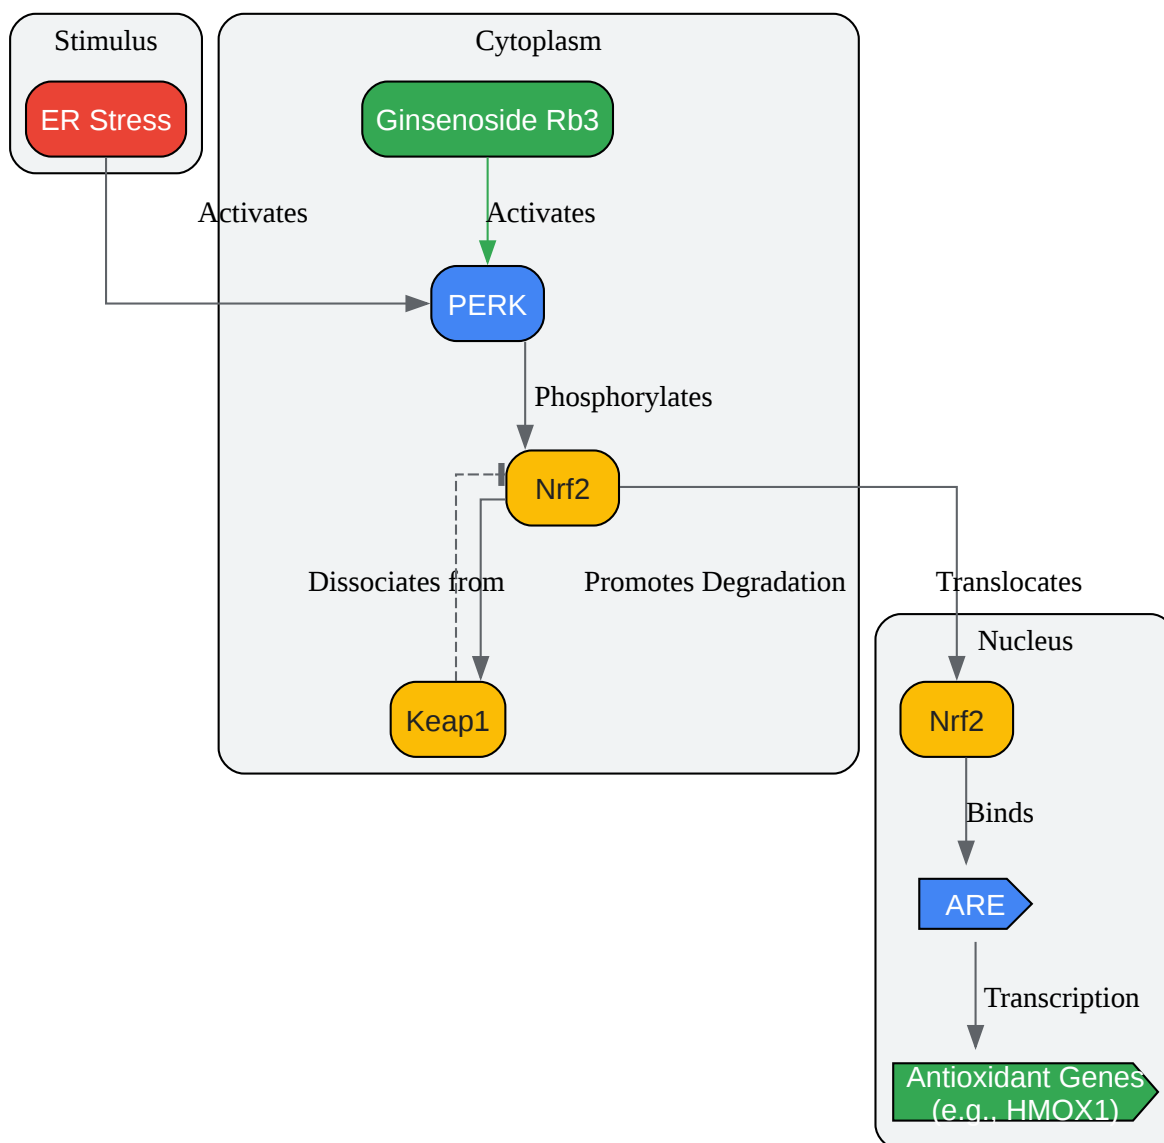 Stimulus
Cytoplasm
ER Stress
Ginsenoside Rb3
Activates
Activates
PERK
Phosphorylates
Nrf2
Dissociates from
Promotes Degradation
Translocates
Nucleus
Keap1
Nrf2
Binds
ARE
Transcription
Antioxidant Genes
(e.g., HMOX1)